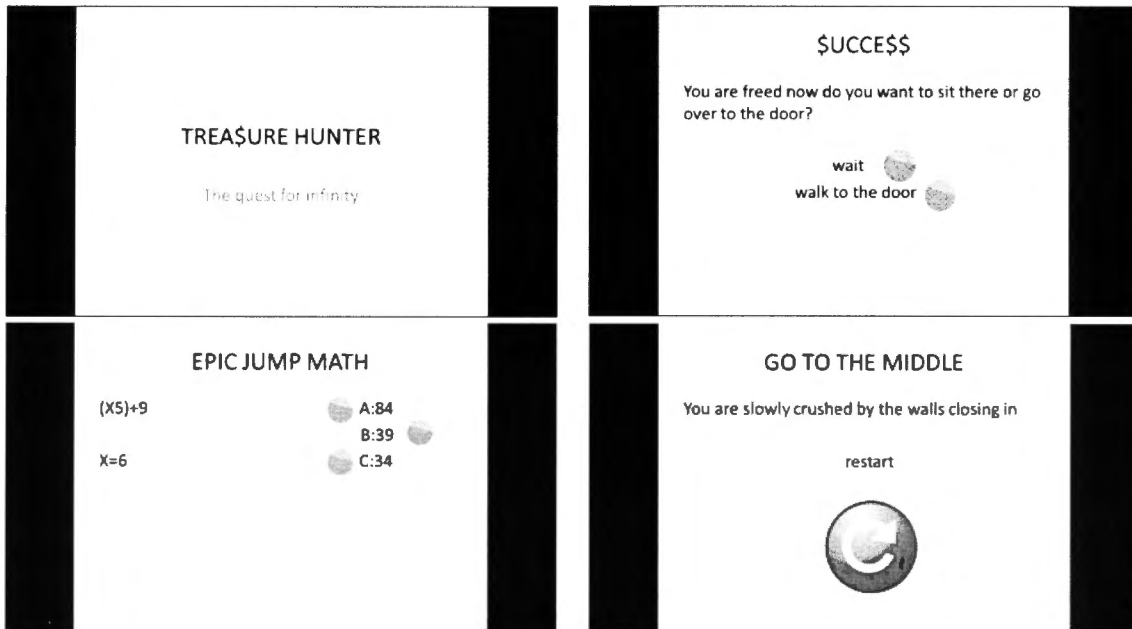 TREA$URE HUNTER
The quest for infinity
$UCCE$$
You are freed now do you want to sit there or go
over to the door?
wait
walk to the door
EPIC JUMP MATH
(X5)+9
A:84
B:39
X=6
C:34
GO TO THE MIDDLE
You are slowly crushed by the walls closing in
restart